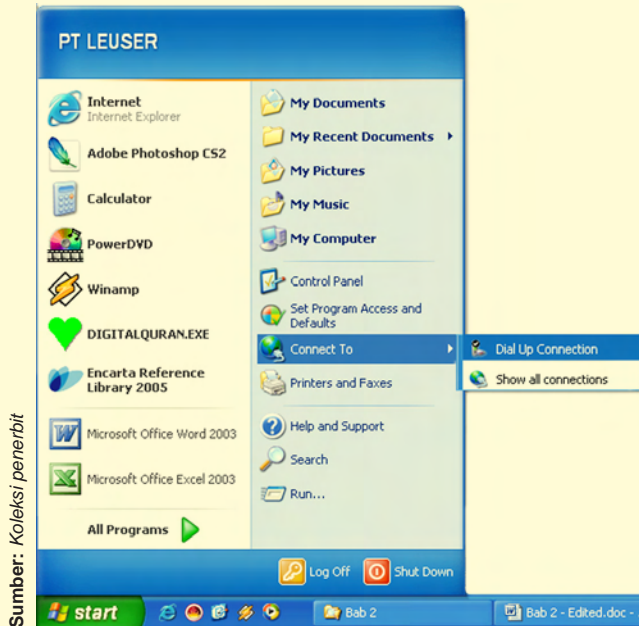 PT LEUSER
Internet
Internet Explorer
Adobe Photoshop CS2
Calculator
PowerDVD
Winamp
DIGITALQURAN.EXE
Encarta Reference
Library 2005
Microsoft Office Word 2003
Microsoft Office Excel 2003
All Programs
My Documents
My Recent Documents
My Pictures
My Music
My Computer
Control Panel
Set Program Access and
Defaults
Connect To
Printers and Faxes
Help and Support
Search
Run...
Dial Up Connection
Show all connections
Log Off
Shut Down
start
Bab 2
Bab 2 - Edited.doc -
Sumber: Koleksi penerbit